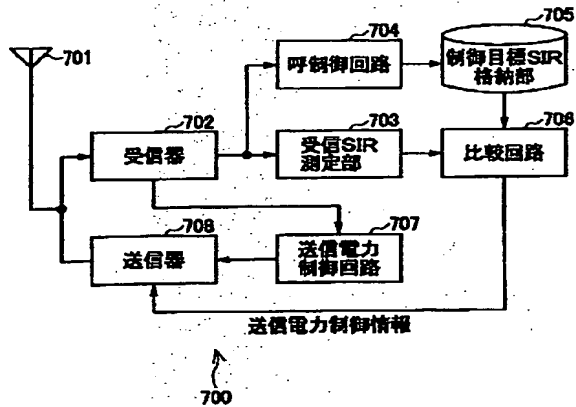 701
702
受信器
704
呼制御回路
705
制御目標SIR
格納部
703
受信SIR
測定部
706
比較回路
708
送信器
707
送信電力
制御回路
送信電力制御情報
700